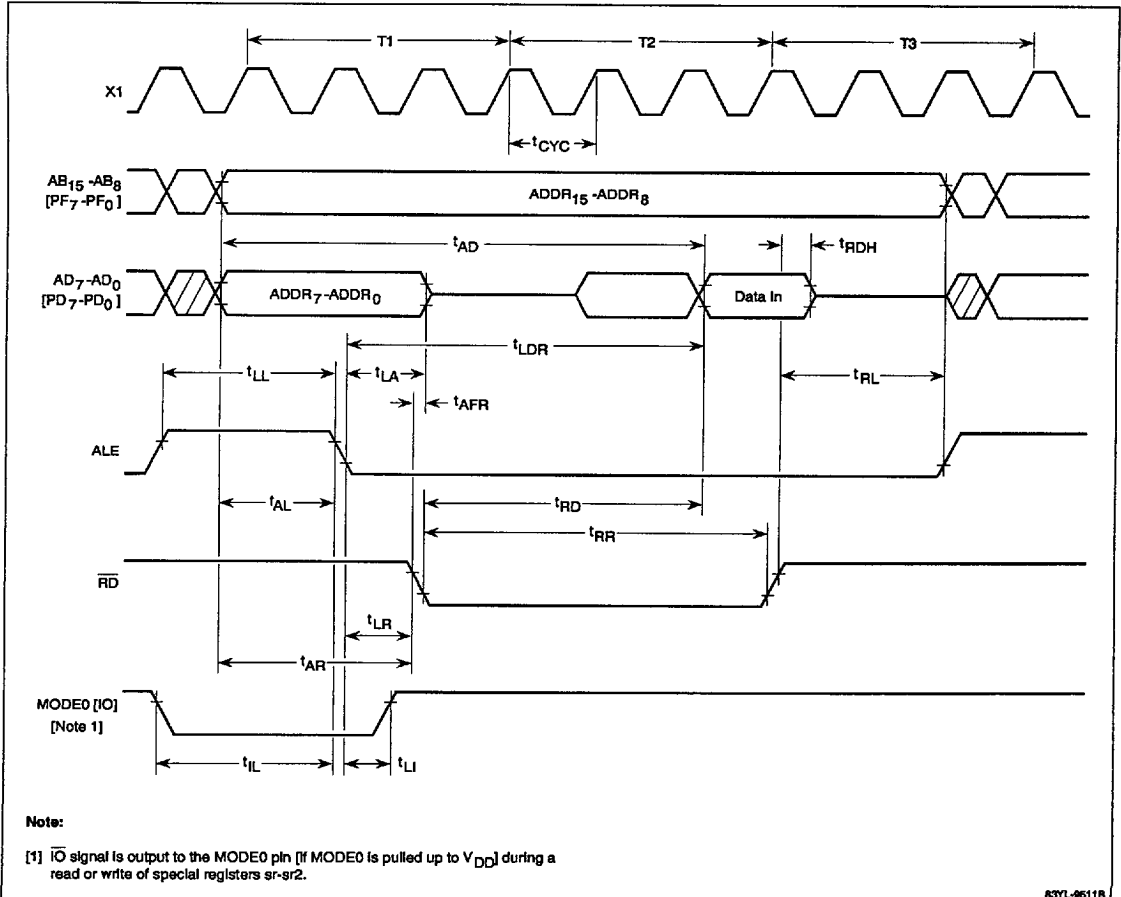 T1 T2 T3
X1
tCYC
AB15 -AB8
[PF7 -PF0 ]
ADDR15 -ADDR8
tAD
tRDH
AD7-AD0
[PD7-PD0]
ADDR7-ADDR0
Data In
tLDR
tLL
tLA
tRL
tAFR
ALE
tAL
tRD
tRR
RD
tLR
tAR
MODE0 [IO]
[Note 1]
tIL
tLI
Note:
[1] IO signal is output to the MODE0 pin [if MODE0 is pulled up to VDD] during a
read or write of special registers sr-sr2.
83YL-9511B